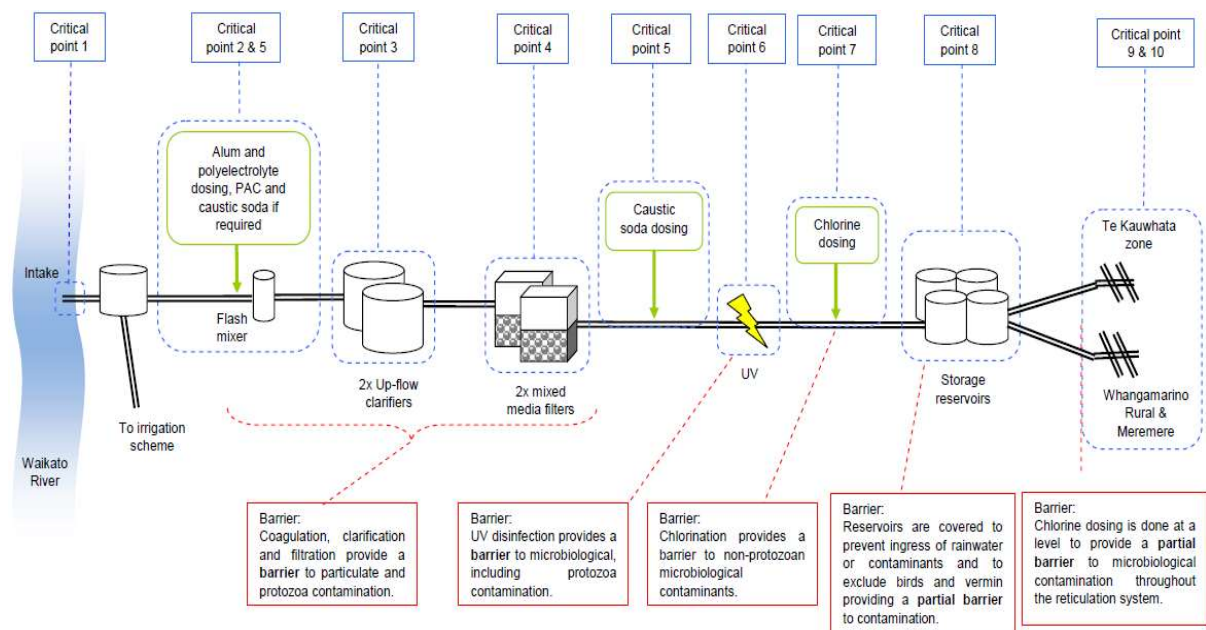 Critical
point 1
Critical
point 2 & 5
Critical
point 3
Critical
point 4
Critical
point 5
Critical
point 6
Critical
point 7
Critical
point 8
Critical point
9 & 10
Alum and
polyelectrolyte
dosing, PAC and
caustic soda if
required
Caustic
soda dosing
Chlorine
dosing
Te Kauwhata
zone
Intake
Flash
mixer
2x Up-flow
clarifiers
2x mixed
media filters
UV
Storage
reservoirs
Whangamarino
Rural &
Meremere
To irrigation
scheme
Waikato
River
Barrier:
Coagulation, clarification
and filtration provide a
barrier to particulate and
protozoa contamination.
Barrier:
UV disinfection provides a
barrier to microbiological,
including protozoa
contamination.
Barrier:
Chlorination provides a
barrier to non-protozoan
microbiological
contaminants.
Barrier:
Reservoirs are covered to
prevent ingress of rainwater
or contaminants and to
exclude birds and vermin
providing a partial barrier
to contamination.
Barrier:
Chlorine dosing is done at a
level to provide a partial
barrier to microbiological
contamination throughout
the reticulation system.